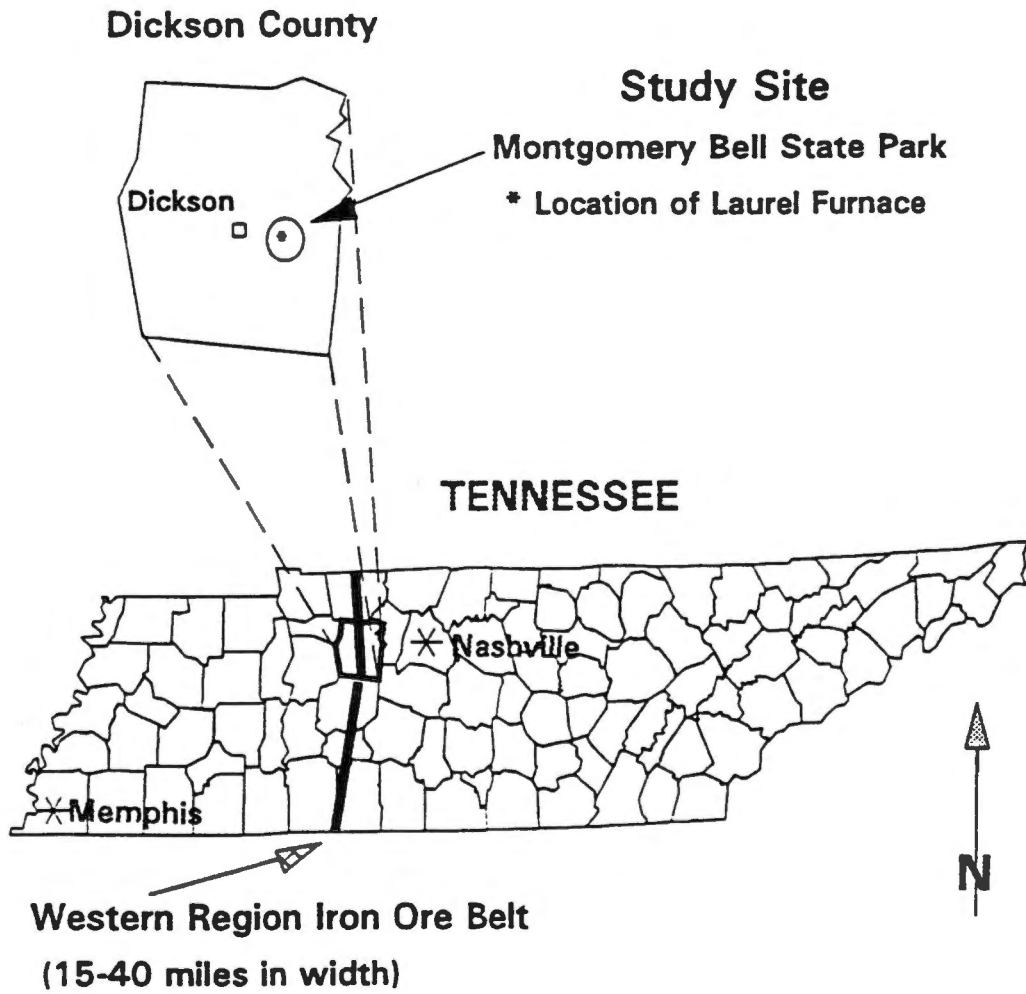 Dickson County
Study Site
Montgomery Bell State Park
* Location of Laurel Furnace
Dickson
*
TENNESSEE
Nashville
Memphis
N
Western Region Iron Ore Belt
(15-40 miles in width)